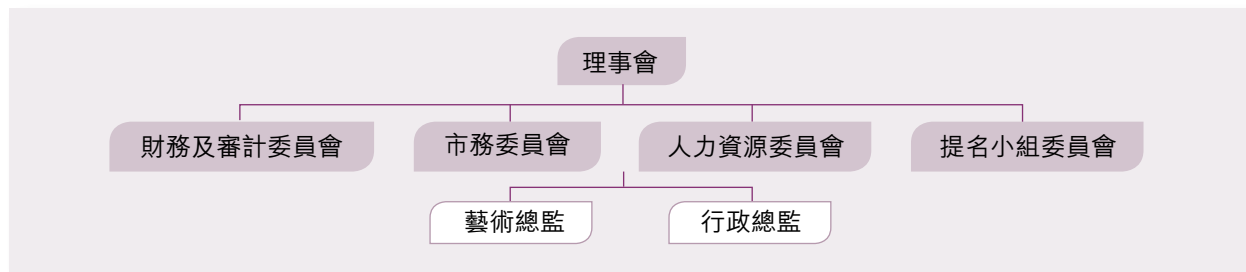 理事會
財務及審計委員會
市務委員會
人力資源委員會
提名小組委員會
藝術總監
行政總監